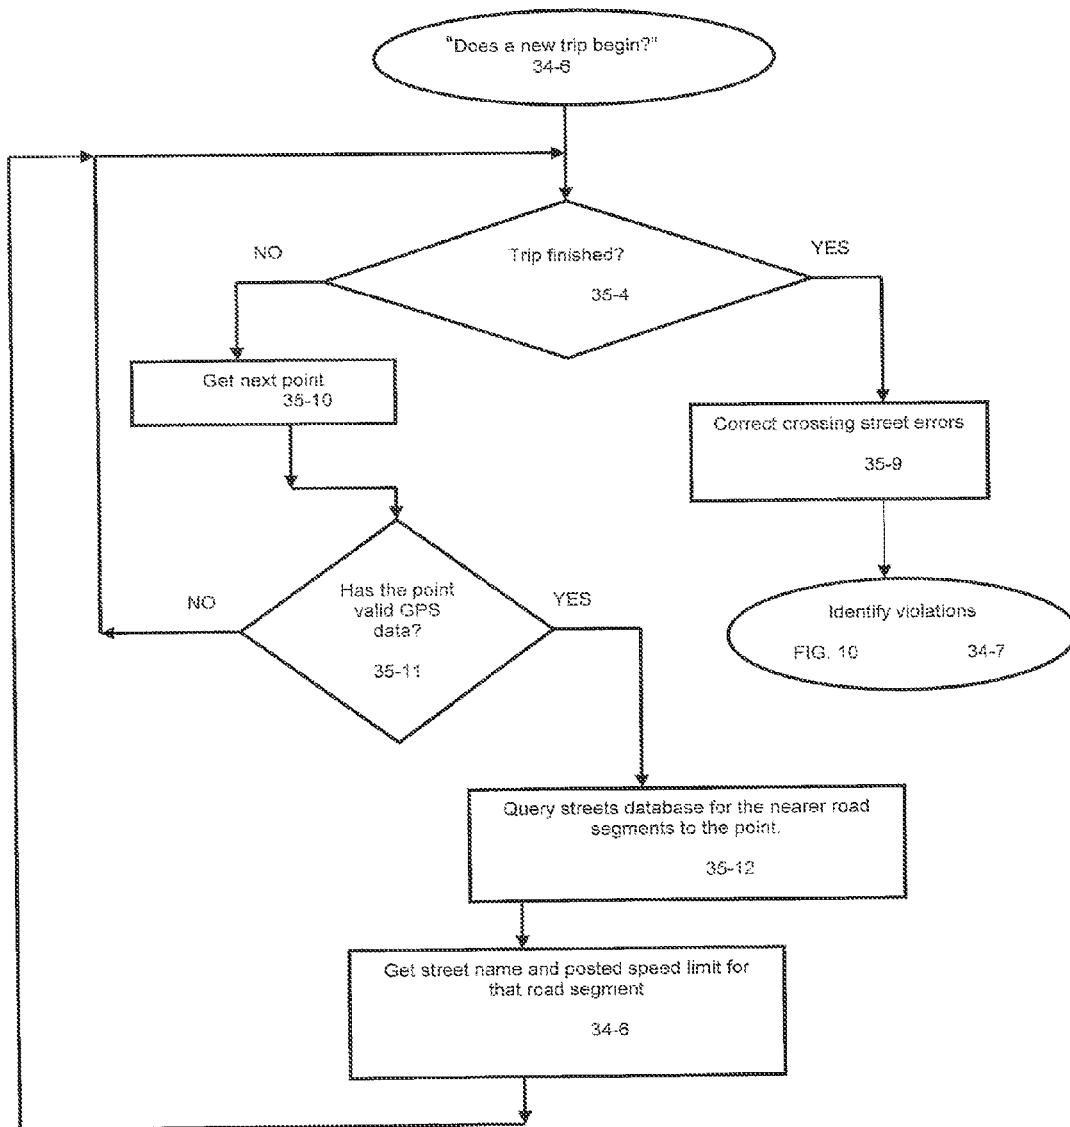 "Does a new trip begin?"
34-6
NO
YES
Trip finished?
35-4
Get next point
35-10
Correct crossing street errors
35-9
NO
Has the point
valid GPS
data?
35-11
YES
Identify violations
FIG. 10 34-7
Query streets database for the nearer road
segments to the point.
35-12
Get street name and posted speed limit for
that road segment
34-6